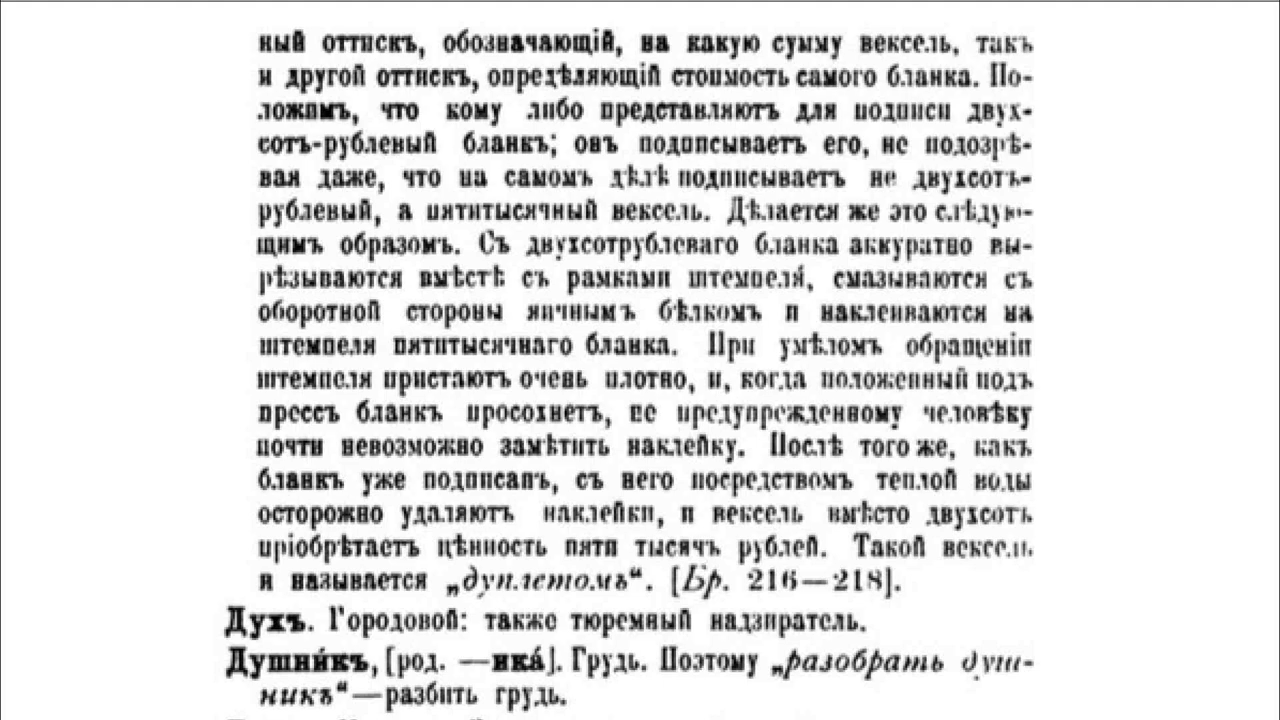 ный оттискъ, обозначающій, на какую сумму вексель, такъ
и другой оттискъ, опредѣляющій стоимость самого бланка. По-
ложимъ, что кому либо представляютъ для подписи двух-
сотъ-рублевый бланкъ; онъ подписываетъ его, не подозрѣ-
вая даже, что на самомъ дѣлѣ подписываетъ не двухсотъ-
рублевый, а пятитысячный вексель. Дѣлается же это слѣдую-
щимъ образомъ. Съ двухсотрублеваго бланка аккуратно вы-
рѣзываются вмѣстѣ съ рамками штемпеля́, смазываются съ
оборотной стороны яичнымъ бѣлкомъ и наклеиваются на
штемпеля пятитысячнаго бланка. При умѣломъ обращеніи
штемпеля пристаютъ очень плотно, и, когда положенный подъ
прессъ бланкъ просохнетъ, не предупрежденному человѣку
почти невозможно замѣтить наклейку. Послѣ того же, какъ
бланкъ уже подписанъ, съ него посредствомъ теплой воды
осторожно удаляютъ наклейки, и вексель вмѣсто двухсотъ
пріобрѣтаетъ цѣнность пяти тысячъ рублей. Такой вексель
и называется „дуплетомъ“. [Бр. 216—218].
Духъ. Городовой: также тюремный надзиратель.
Душни́къ, [род. —ика́]. Грудь. Поэтому „разобрать душ-
никъ“—разбить грудь.